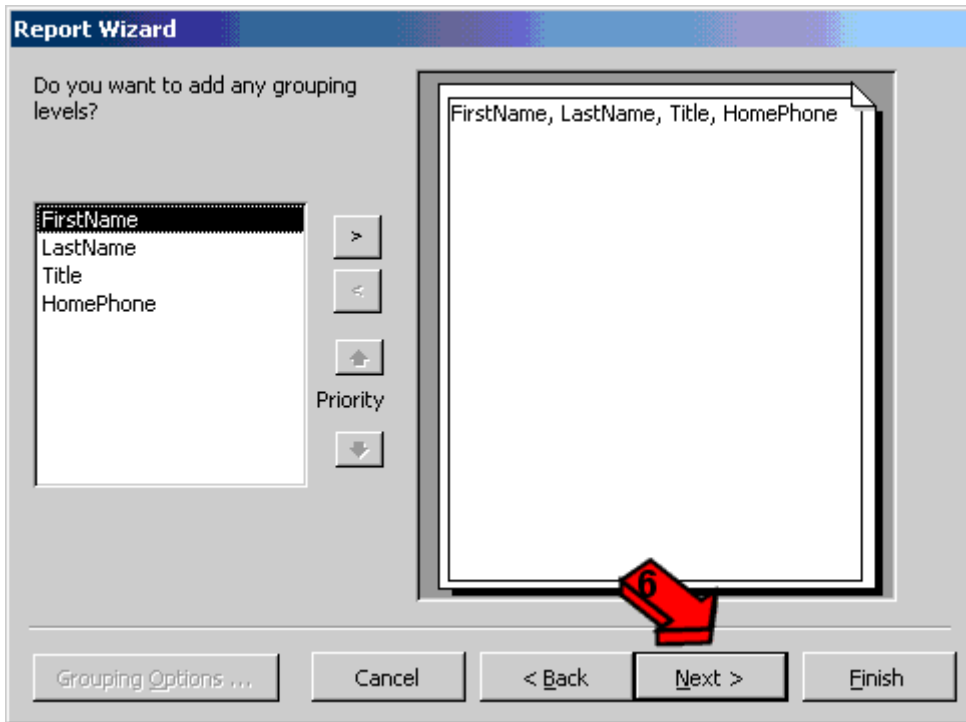 Report Wizard
Do you want to add any grouping
levels?
FirstName, LastName, Title, HomePhone
FirstName
LastName
Title
HomePhone
>
<
Priority
6
Grouping Options ...
Cancel
< Back
Next >
Finish